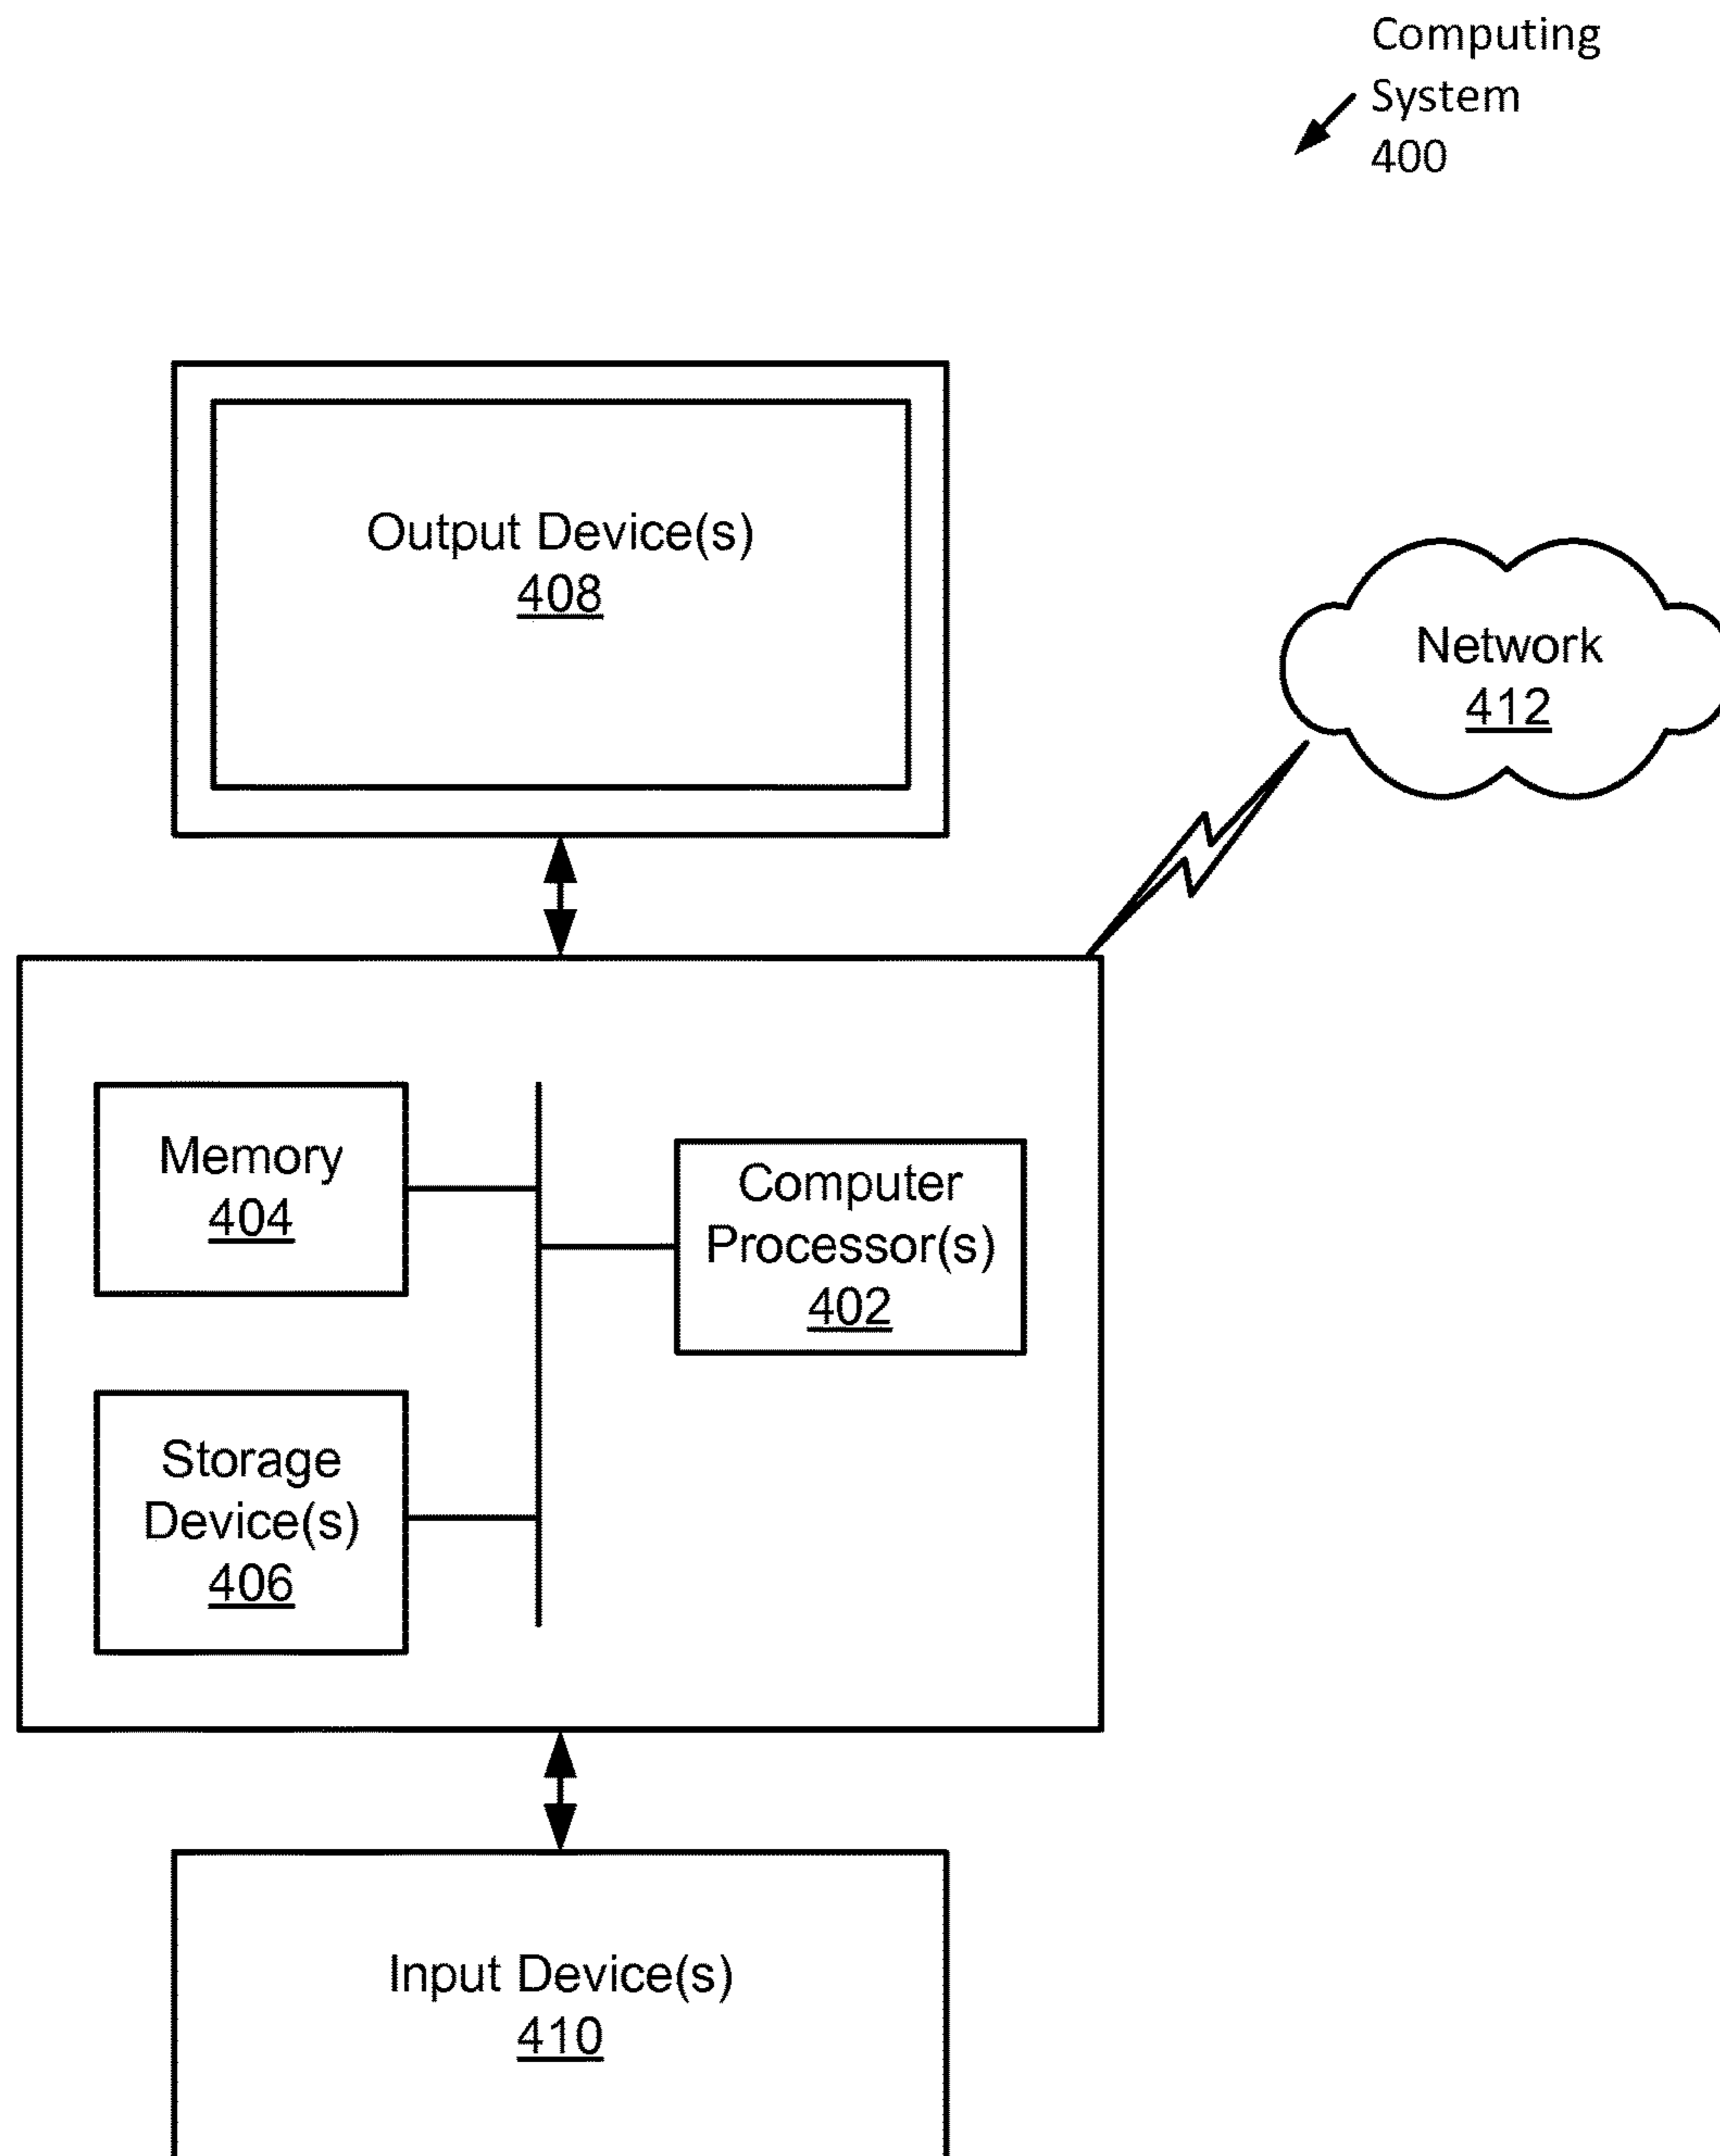 Computing
System
400
Output Device(s)
408
Network
412
Memory
404
Computer
Processor(s)
402
Storage
Device(s)
406
Input Device(s)
410